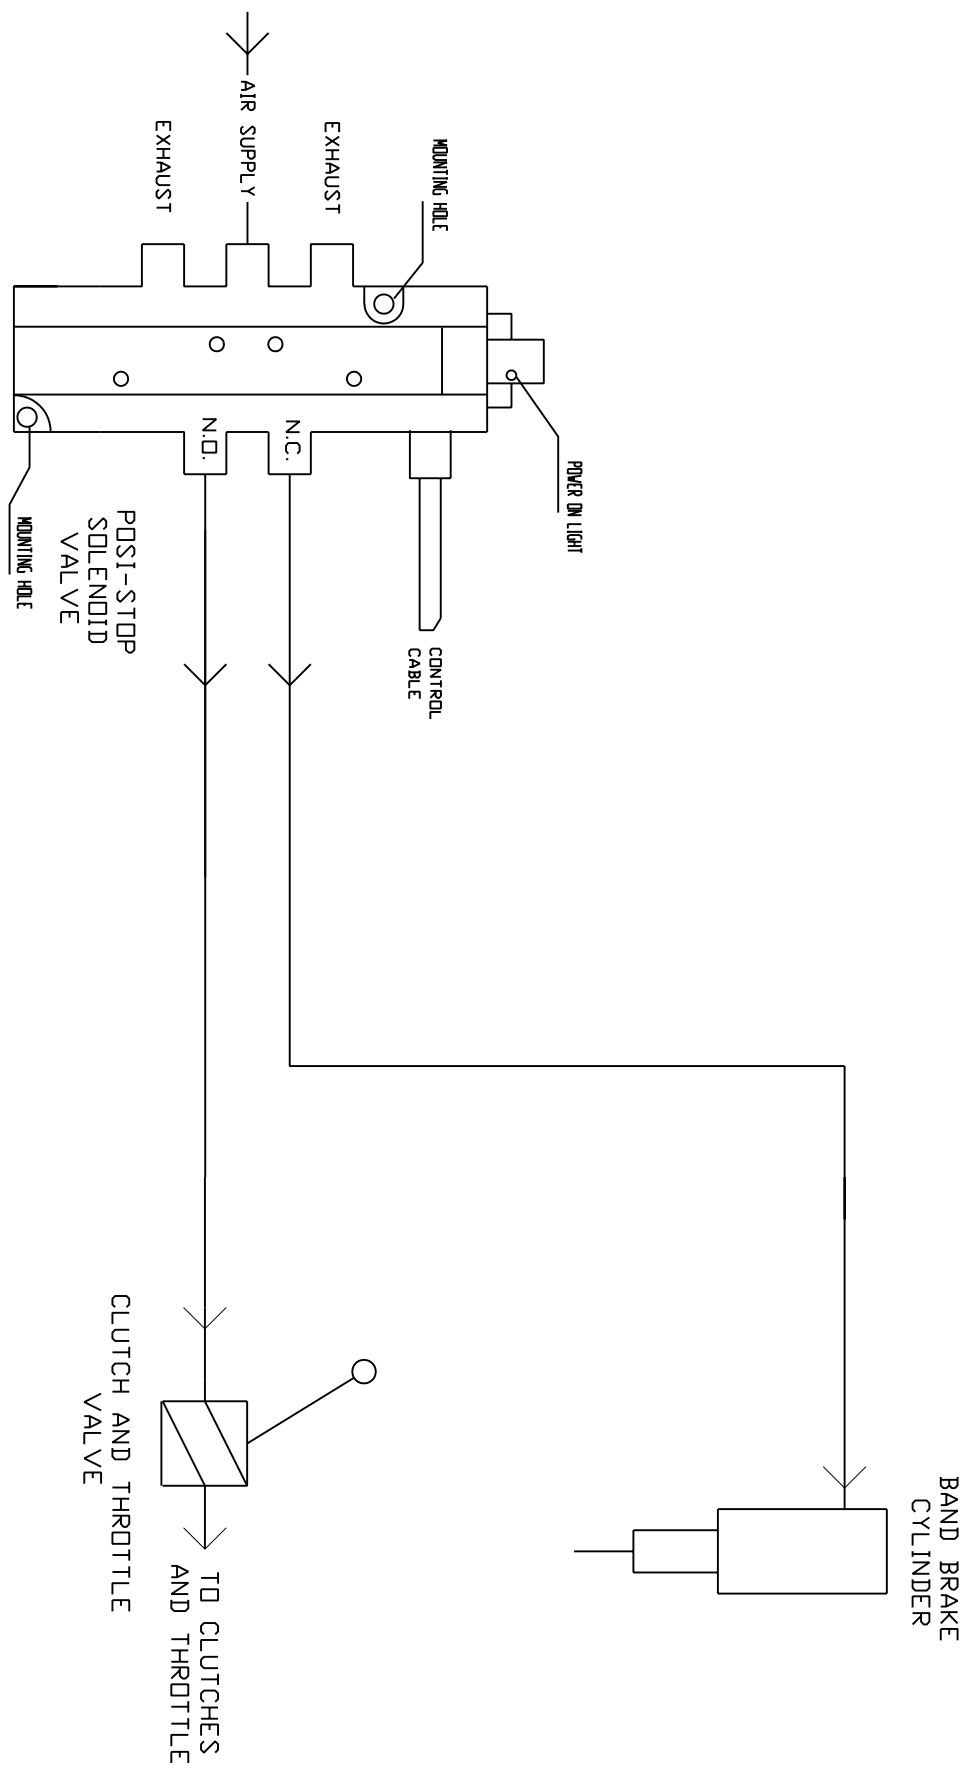 BAND BRAKE
CYLINDER
POWER ON LIGHT
MOUNTING HOLE
CONTROL
CABLE
EXHAUST
AIR SUPPLY
EXHAUST
N.C.
N.O.
TO CLUTCHES
AND THROTTLE
POSI-STOP
SOLENOID
VALVE
CLUTCH AND THROTTLE
VALVE
MOUNTING HOLE